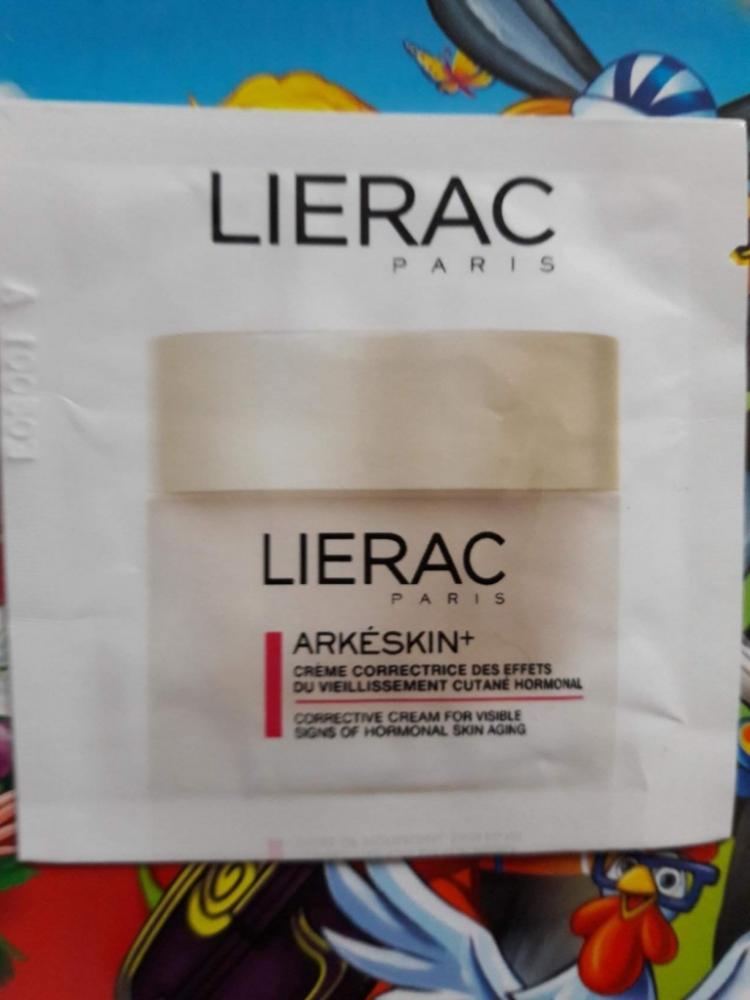 LIERAC
PARIS
LIERAC
PARIS
ARKÉSKIN+
CRÈME CORRECTRICE DES EFFETS
DU VIEILLISSEMENT CUTANÉ HORMONAL
CORRECTIVE CREAM FOR VISIBLE
SIGNS OF HORMONAL SKIN AGING